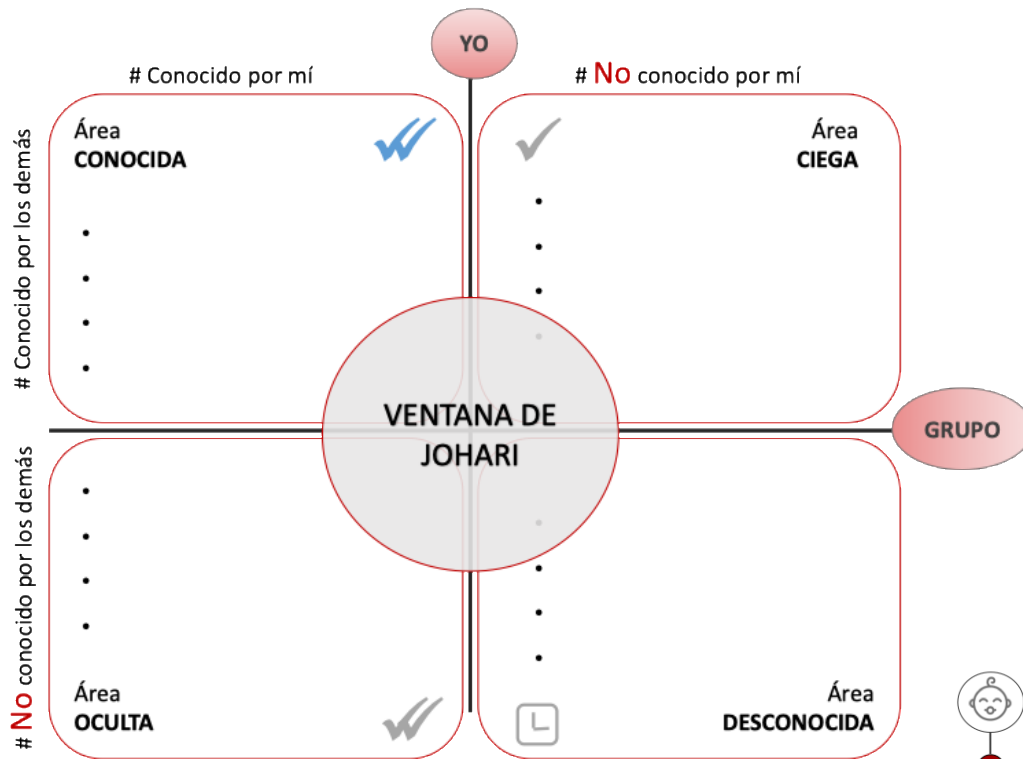 YO
# Conocido por mí
# No conocido por mí
# Conocido por los demás
Área
CONOCIDA
Área
CIEGA
VENTANA DE
JOHARI
GRUPO
# No conocido por los demás
Área
OCULTA
Área
DESCONOCIDA